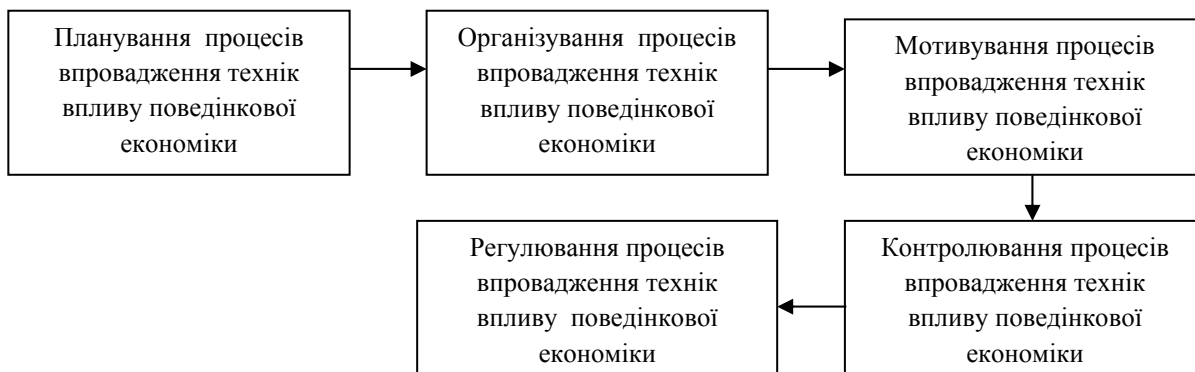 Планування процесів
впровадження технік
впливу поведінкової
економіки
Організування процесів
впровадження технік
впливу поведінкової
економіки
Мотивування процесів
впровадження технік
впливу поведінкової
економіки
Контролювання процесів
впровадження технік
впливу поведінкової
економіки
Регулювання процесів
впровадження технік
впливу поведінкової
економіки